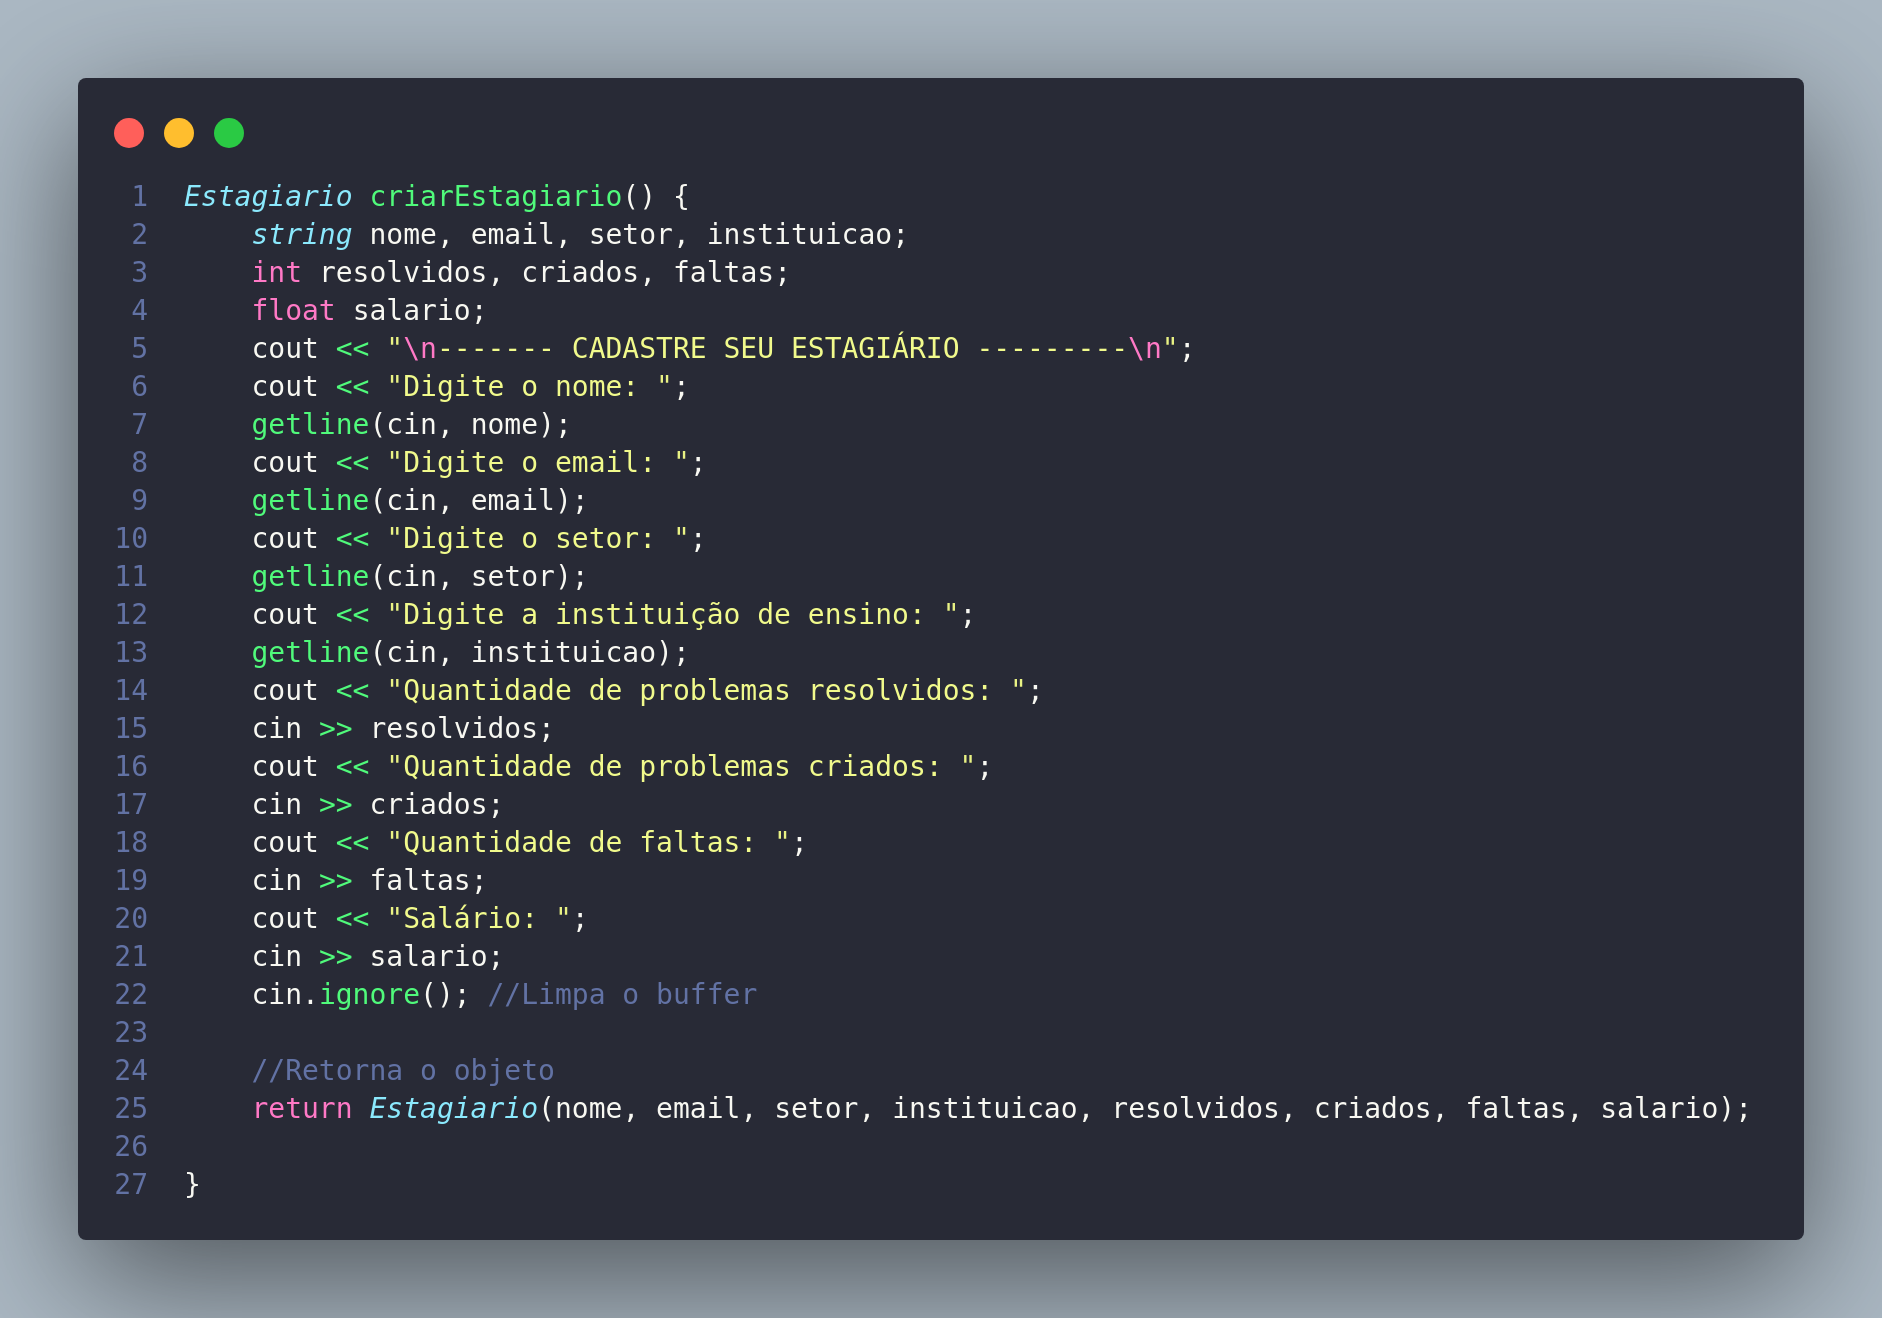 1 Estagiario criarEstagiario() {
2     string nome, email, setor, instituicao;
3     int resolvidos, criados, faltas;
4     float salario;
5     cout << "\n------- CADASTRE SEU ESTAGIÁRIO ---------\n";
6     cout << "Digite o nome: ";
7     getline(cin, nome);
8     cout << "Digite o email: ";
9     getline(cin, email);
10     cout << "Digite o setor: ";
11     getline(cin, setor);
12     cout << "Digite a instituição de ensino: ";
13     getline(cin, instituicao);
14     cout << "Quantidade de problemas resolvidos: ";
15     cin >> resolvidos;
16     cout << "Quantidade de problemas criados: ";
17     cin >> criados;
18     cout << "Quantidade de faltas: ";
19     cin >> faltas;
20     cout << "Salário: ";
21     cin >> salario;
22     cin.ignore(); //Limpa o buffer
23
24     //Retorna o objeto
25     return Estagiario(nome, email, setor, instituicao, resolvidos, criados, faltas, salario);
26
27 }